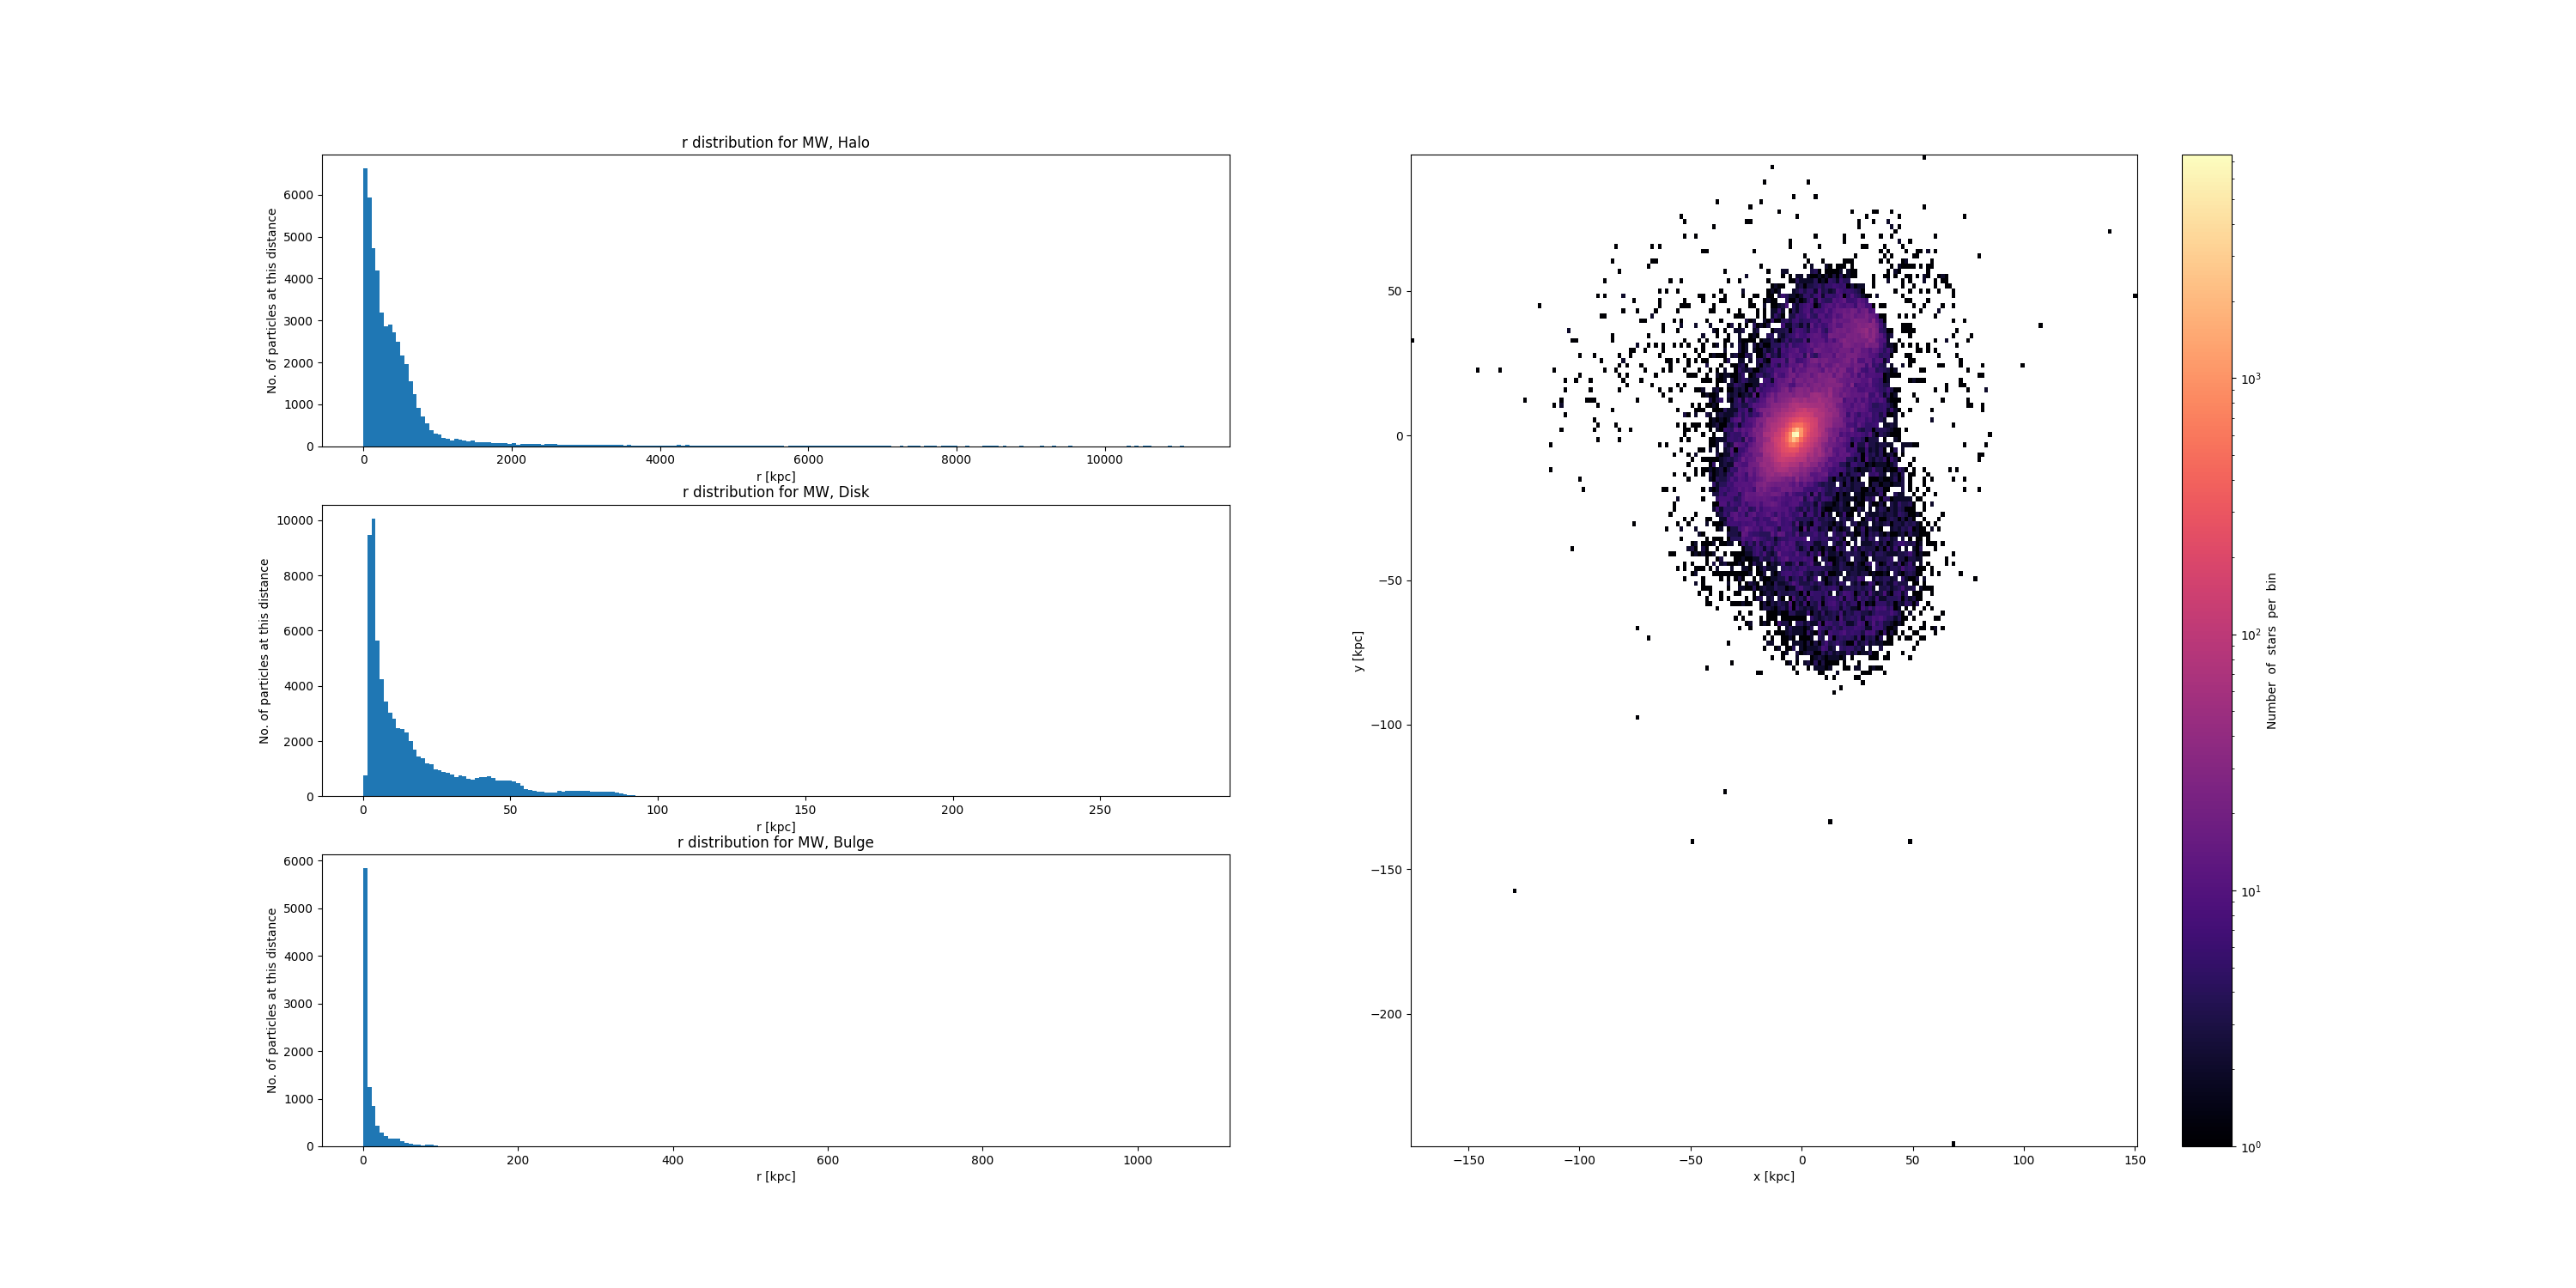 r distribution for MW, Halo
No. of particles at this distance
6000
5000
4000
3000
2000
1000
0
0 2000 4000 6000 8000 10000
r [kpc]
r distribution for MW, Disk
No. of particles at this distance
10000
8000
6000
4000
2000
0
0 50 100 150 200 250
r [kpc]
r distribution for MW, Bulge
No. of particles at this distance
6000
5000
4000
3000
2000
1000
0
0 200 400 600 800 1000
r [kpc]
y [kpc]
50
0
−50
−100
−150
−200
−150 −100 −50 0 50 100 150
x [kpc]
10³
10²
10¹
10⁰
Number of stars per bin